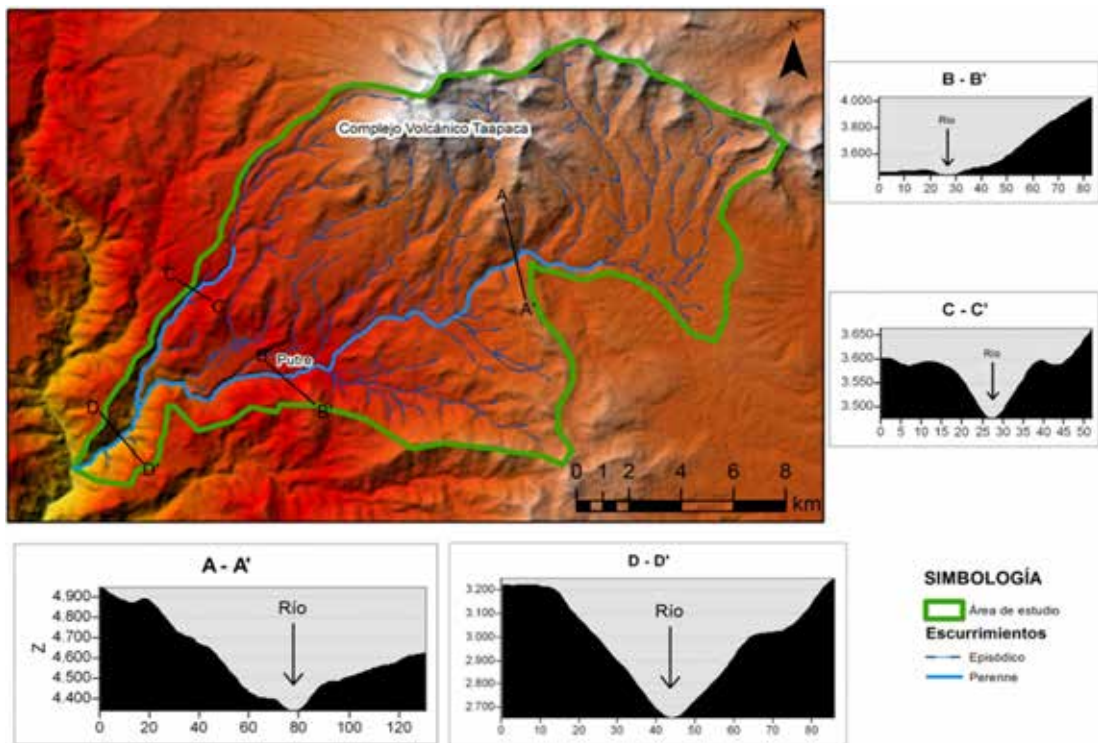 N
Complejo Volcánico Taapaca
A
A'
C
C'
B
Putre
B'
D
D'
0 1 2 4 6 8
km
B - B'
4.000
3.800
3.600
Río
0 10 20 30 40 50 60 70 80
C - C'
3.650
3.600
3.550
3.500
Río
0 5 10 15 20 25 30 35 40 45 50
A - A'
Z
4.900
4.800
4.700
4.600
4.500
4.400
Río
0 20 40 60 80 100 120
D - D'
3.200
3.000
2.900
2.800
2.700
Río
0 10 20 30 40 50 60 70 80
SIMBOLOGÍA
Área de estudio
Escurrimientos
Episódico
Perenne